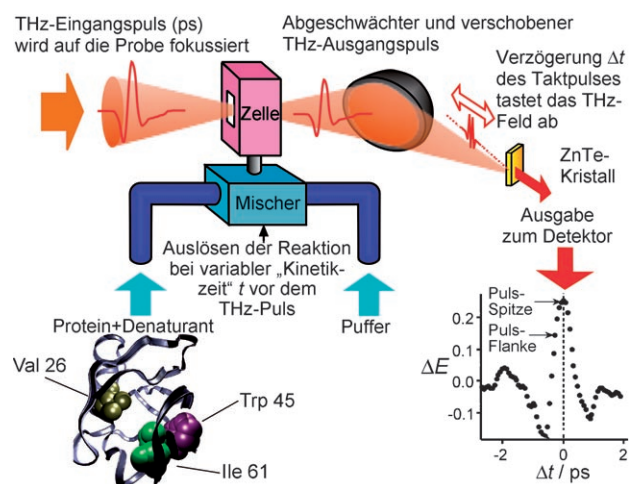 THz-Eingangspuls (ps)
wird auf die Probe fokussiert
Abgeschwächter und verschobener
THz-Ausgangspuls
Verzögerung Δt
des Taktpulses
tastet das THz-
Feld ab
Zelle
ZnTe-
Kristall
Mischer
Ausgabe
zum Detektor
Auslösen der Reaktion
bei variabler „Kinetik-
zeit“ t vor dem
THz-Puls
Protein+Denaturant
Puffer
Val 26
Trp 45
Ile 61
Puls-
Spitze
Puls-
Flanke
ΔE
0.2
0.1
0.0
-0.1
-2
0
2
Δt / ps